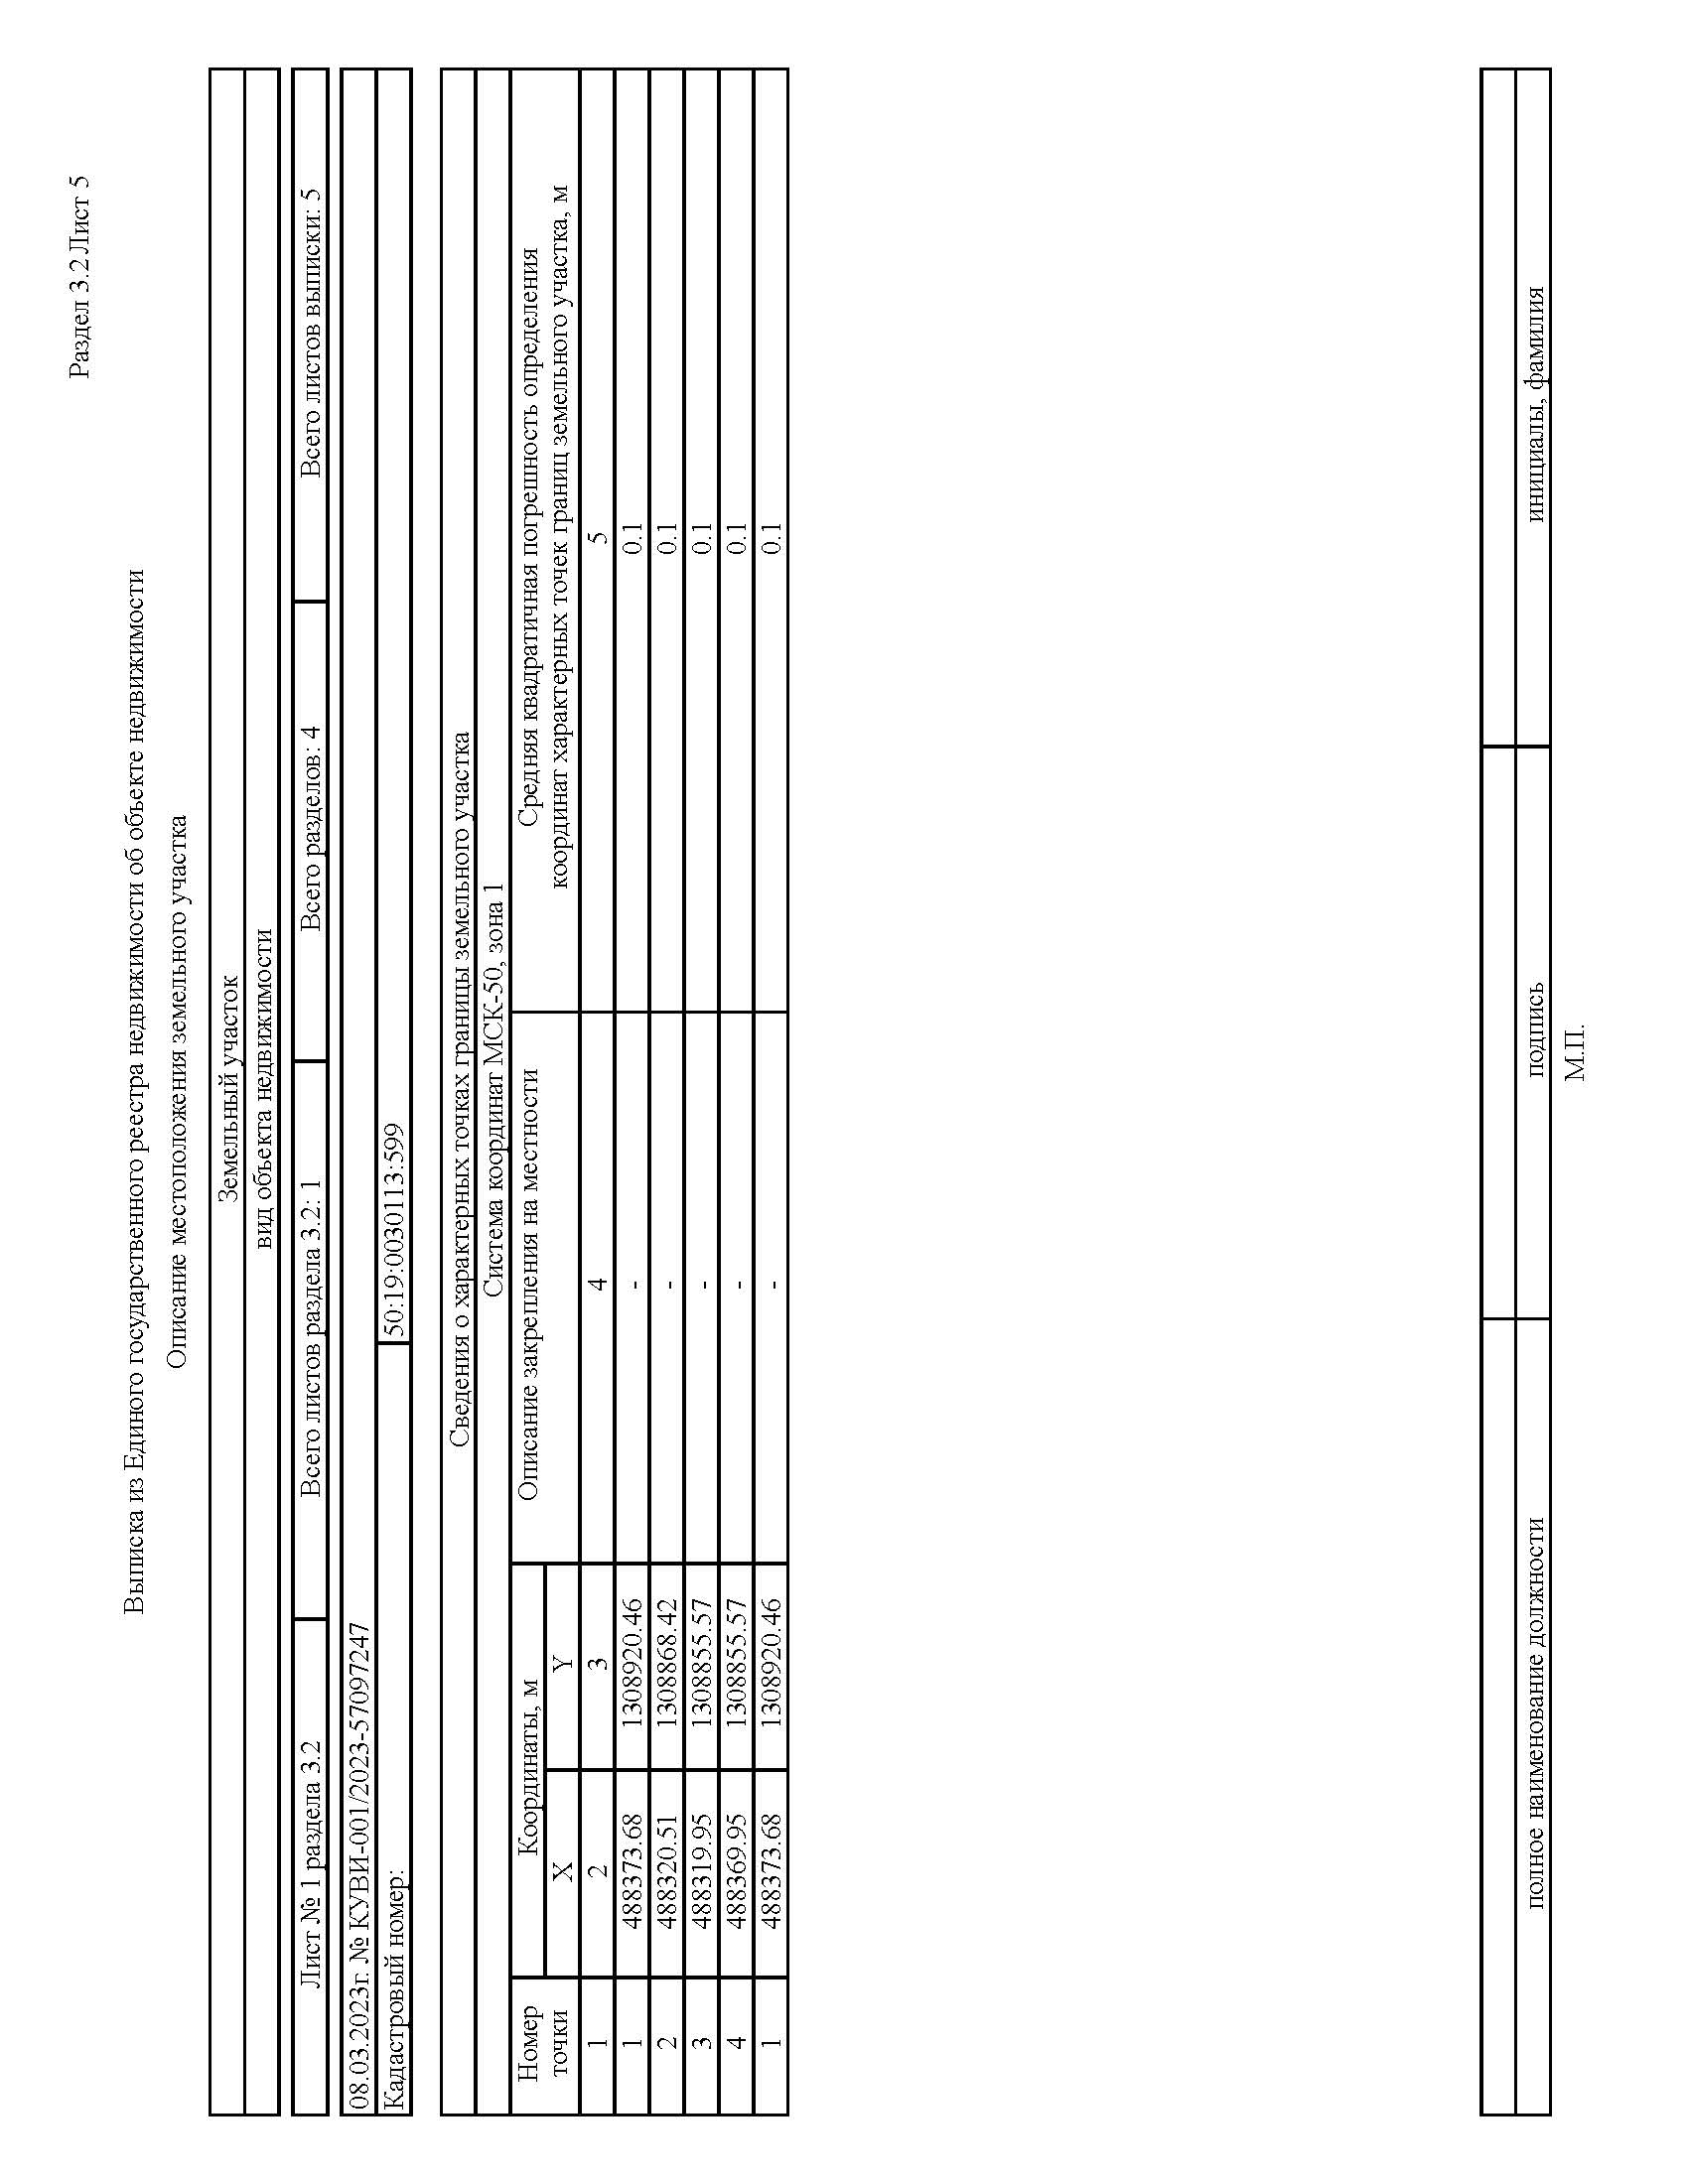 Раздел 3.2 Лист 5
Выписка из Единого государственного реестра недвижимости об объекте недвижимости
Описание местоположения земельного участка
Земельный участок
вид объекта недвижимости
Лист № 1 раздела 3.2 Всего листов раздела 3.2: 1 Всего разделов: 4 Всего листов выписки: 5
08.03.2023г. № КУВИ-001/2023-57097247
Кадастровый номер: 50:19:0030113:599
Сведения о характерных точках границы земельного участка
Система координат МСК-50, зона 1
Номер точки Координаты, м Описание закрепления на местности Средняя квадратичная погрешность определения
координат характерных точек границ земельного участка, м
X Y
1 2 3 4 5
1 488373.68 1308920.46 - 0.1
2 488320.51 1308868.42 - 0.1
3 488319.95 1308855.57 - 0.1
4 488369.95 1308855.57 - 0.1
1 488373.68 1308920.46 - 0.1
полное наименование должности подпись инициалы, фамилия
М.П.